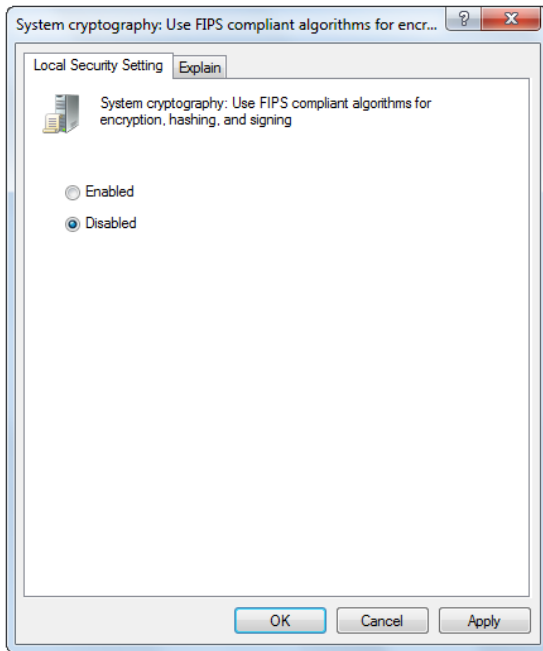 System cryptography: Use FIPS compliant algorithms for encr...
Local Security Setting
Explain
System cryptography: Use FIPS compliant algorithms for
encryption, hashing, and signing
Enabled
Disabled
OK
Cancel
Apply